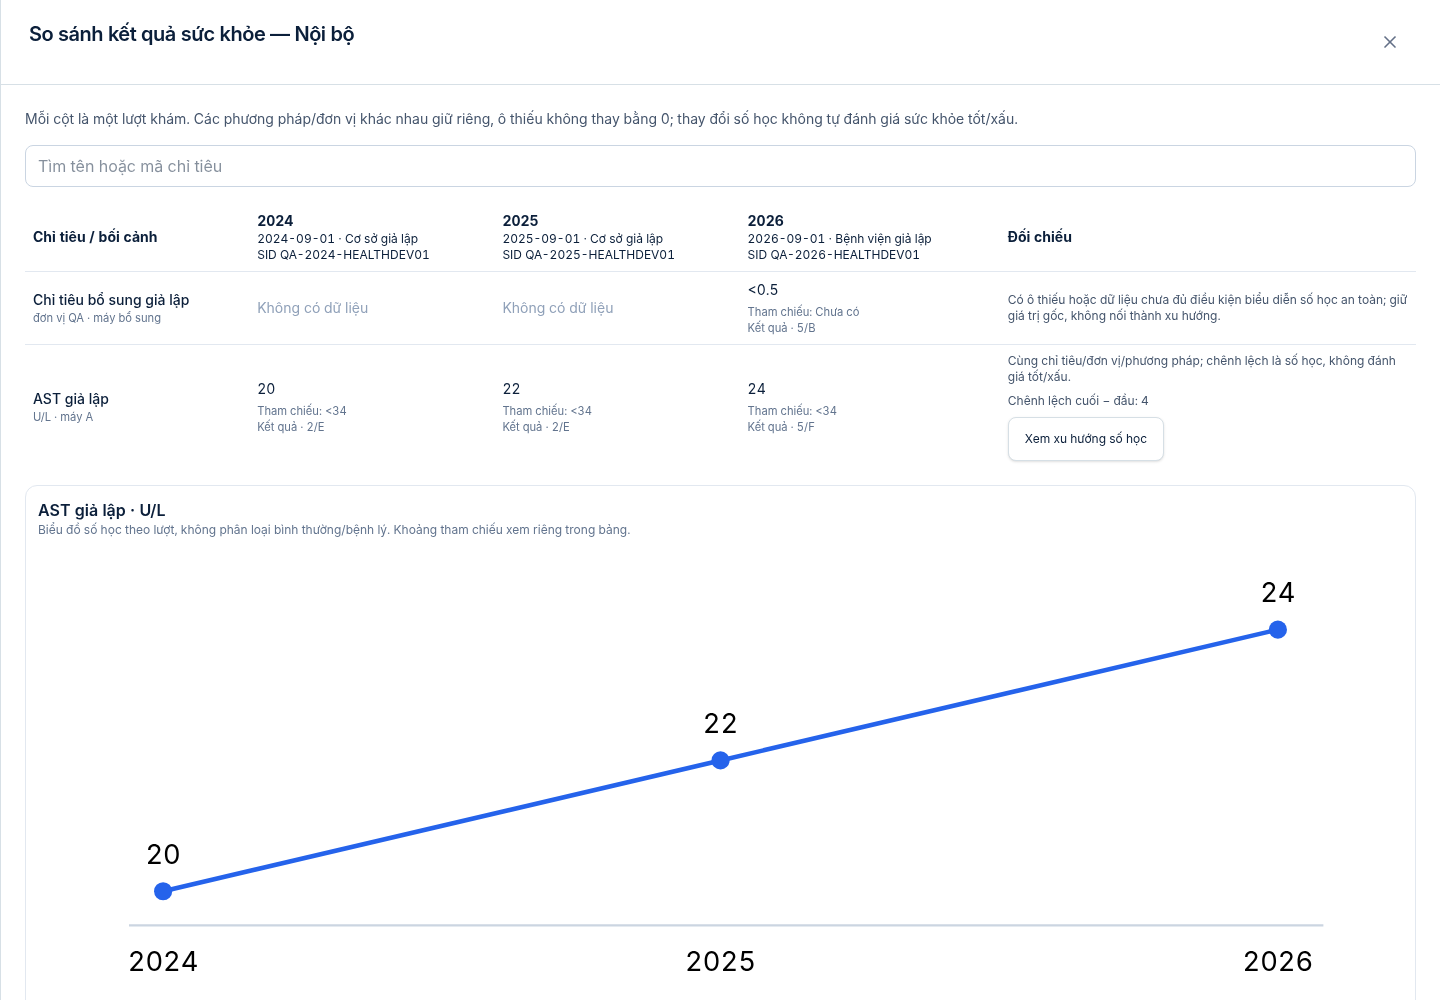 So sánh kết quả sức khỏe — Nội bộ
Mỗi cột là một lượt khám. Các phương pháp/đơn vị khác nhau giữ riêng, ô thiếu không thay bằng 0; thay đổi số học không tự đánh giá sức khỏe tốt/xấu.
Tìm tên hoặc mã chỉ tiêu
Chỉ tiêu / bối cảnh
2024
2024-09-01 · Cơ sở giả lập
SID QA-2024-HEALTHDEV01
2025
2025-09-01 · Cơ sở giả lập
SID QA-2025-HEALTHDEV01
2026
2026-09-01 · Bệnh viện giả lập
SID QA-2026-HEALTHDEV01
Đối chiếu
Chỉ tiêu bổ sung giả lập
đơn vị QA · máy bổ sung
Không có dữ liệu
Không có dữ liệu
<0.5
Tham chiếu: Chưa có
Kết quả · 5/B
Có ô thiếu hoặc dữ liệu chưa đủ điều kiện biểu diễn số học an toàn; giữ
giá trị gốc, không nối thành xu hướng.
AST giả lập
U/L · máy A
20
Tham chiếu: <34
Kết quả · 2/E
22
Tham chiếu: <34
Kết quả · 2/E
24
Tham chiếu: <34
Kết quả · 5/F
Cùng chỉ tiêu/đơn vị/phương pháp; chênh lệch là số học, không đánh
giá tốt/xấu.
Chênh lệch cuối − đầu: 4
Xem xu hướng số học
AST giả lập · U/L
Biểu đồ số học theo lượt, không phân loại bình thường/bệnh lý. Khoảng tham chiếu xem riêng trong bảng.
24
22
20
2024
2025
2026